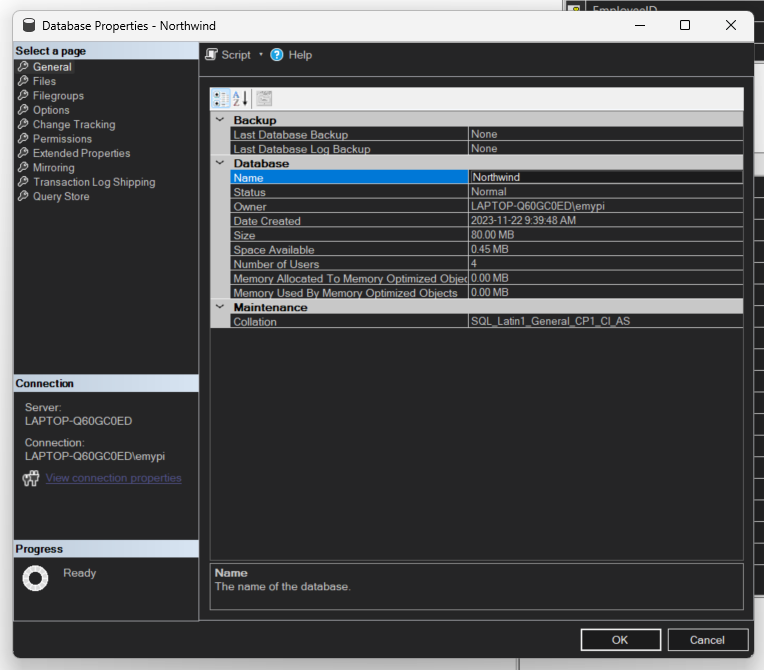 EmployeeID
Database Properties - Northwind
Select a page
General
Files
Filegroups
Options
Change Tracking
Permissions
Extended Properties
Mirroring
Transaction Log Shipping
Query Store
Script
Help
Backup
Last Database Backup None
Last Database Log Backup None
Database
Name Northwind
Status Normal
Owner LAPTOP-Q60GC0ED\emypi
Date Created 2023-11-22 9:39:48 AM
Size 80.00 MB
Space Available 0.45 MB
Number of Users 4
Memory Allocated To Memory Optimized Objec 0.00 MB
Memory Used By Memory Optimized Objects 0.00 MB
Maintenance
Collation SQL_Latin1_General_CP1_CI_AS
Connection
Server:
LAPTOP-Q60GC0ED
Connection:
LAPTOP-Q60GC0ED\emypi
View connection properties
Progress
Ready
Name
The name of the database.
OK
Cancel